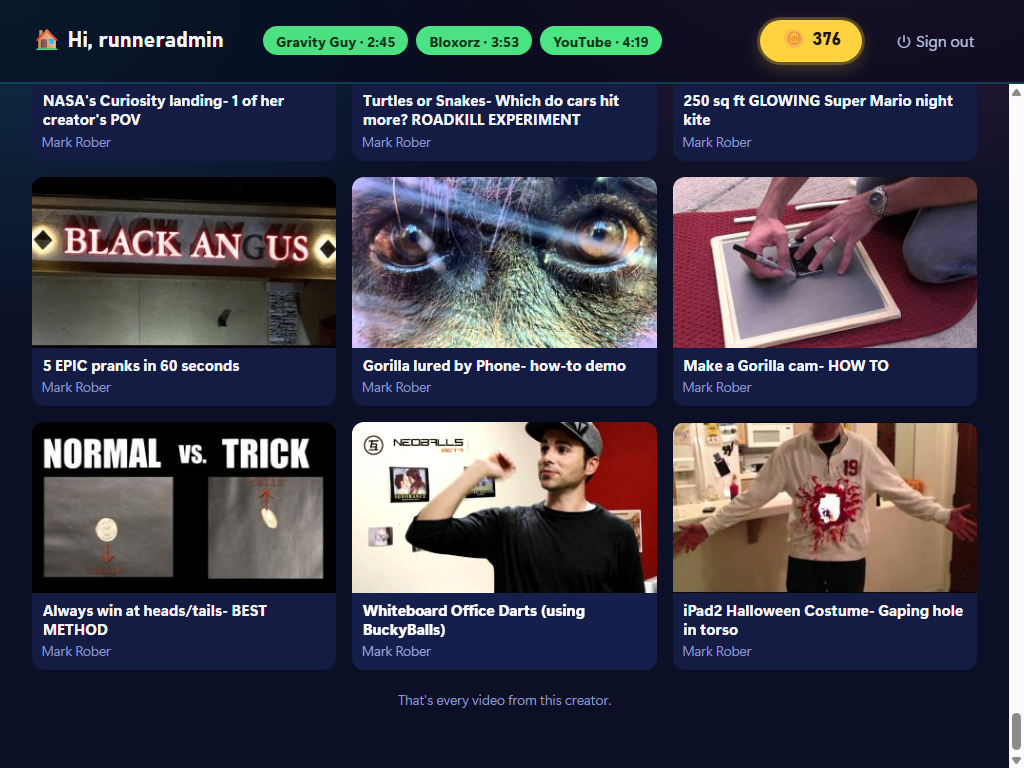 Hi, runneradmin
Gravity Guy · 2:45
Bloxorz · 3:53
YouTube · 4:19
376
Sign out
NASA's Curiosity landing- 1 of her
creator's POV
Mark Rober
Turtles or Snakes- Which do cars hit
more? ROADKILL EXPERIMENT
Mark Rober
250 sq ft GLOWING Super Mario night
kite
Mark Rober
BLACK ANGUS
5 EPIC pranks in 60 seconds
Mark Rober
Gorilla lured by Phone- how-to demo
Mark Rober
Make a Gorilla cam- HOW TO
Mark Rober
NORMAL VS. TRICK
tails
Always win at heads/tails- BEST
METHOD
Mark Rober
NEOBALLS
Whiteboard Office Darts (using
BuckyBalls)
Mark Rober
19
iPad2 Halloween Costume- Gaping hole
in torso
Mark Rober
That's every video from this creator.